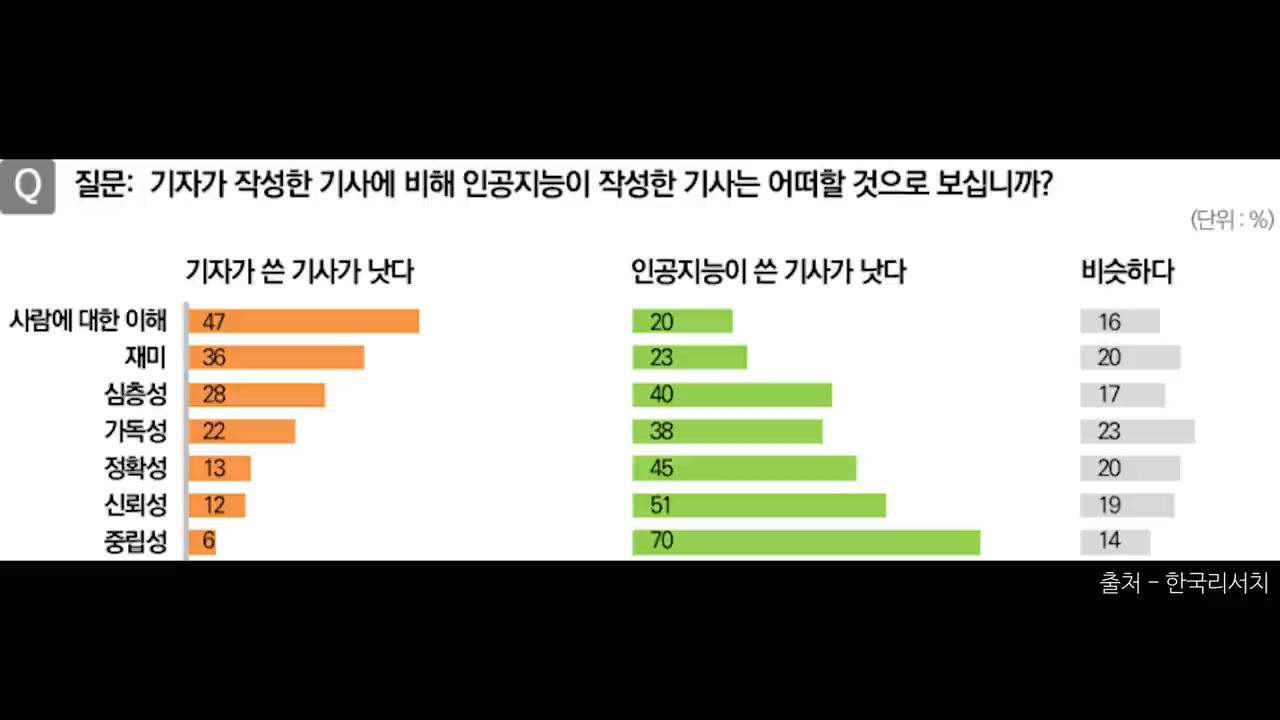 Q 질문: 기자가 작성한 기사에 비해 인공지능이 작성한 기사는 어떠할 것으로 보십니까?
(단위 : %)
기자가 쓴 기사가 낫다 인공지능이 쓴 기사가 낫다 비슷하다
사람에 대한 이해 47 20 16
재미 36 23 20
심층성 28 40 17
가독성 22 38 23
정확성 13 45 20
신뢰성 12 51 19
중립성 6 70 14
출처 - 한국리서치